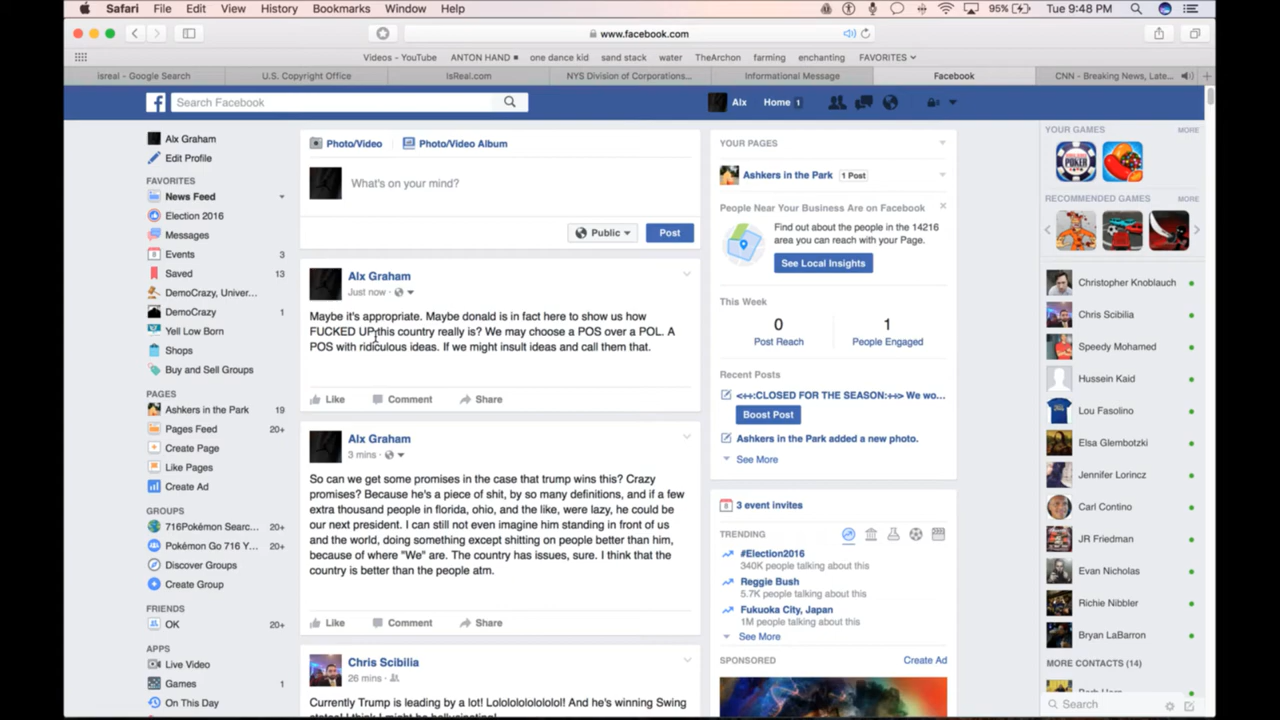 Safari File Edit View History Bookmarks Window Help 95% Tue 9:48 PM
www.facebook.com
Videos - YouTube ANTON HAND ■ one dance kid sand stack water TheArchon farming enchanting FAVORITES
isreal - Google Search U.S. Copyright Office IsReal.com NYS Division of Corporations... Informational Message Facebook CNN - Breaking News, Late...
Search Facebook Alx Home 1
Alx Graham
Edit Profile
FAVORITES
News Feed
Election 2016
Messages
Events 3
Saved 13
DemoCrazy, Univer...
DemoCrazy 1
Yell Low Born
Shops
Buy and Sell Groups
PAGES
Ashkers in the Park 19
Pages Feed 20+
Create Page
Like Pages
Create Ad
GROUPS
716Pokémon Searc... 20+
Pokémon Go 716 Y... 20+
Discover Groups
Create Group
FRIENDS
OK 20+
APPS
Live Video
Games 1
On This Day
Photo/Video Photo/Video Album
What's on your mind?
Public Post
Alx Graham
Just now
Maybe it's appropriate. Maybe donald is in fact here to show us how
FUCKED UP this country really is? We may choose a POS over a POL. A
POS with ridiculous ideas. If we might insult ideas and call them that.
Like Comment Share
Alx Graham
3 mins
So can we get some promises in the case that trump wins this? Crazy
promises? Because he's a piece of shit, by so many definitions, and if a few
extra thousand people in florida, ohio, and the like, were lazy, he could be
our next president. I can still not even imagine him standing in front of us
and the world, doing something except shitting on people better than him,
because of where "We" are. The country has issues, sure. I think that the
country is better than the people atm.
Like Comment Share
Chris Scibilia
26 mins
Currently Trump is leading by a lot! Lolololololololol! And he's winning Swing
YOUR PAGES
Ashkers in the Park 1 Post
People Near Your Business Are on Facebook
Find out about the people in the 14216
area you can reach with your Page.
See Local Insights
This Week
0 1
Post Reach People Engaged
Recent Posts
<++:CLOSED FOR THE SEASON:++> We wo...
Boost Post
Ashkers in the Park added a new photo.
See More
3 event invites
TRENDING
#Election2016
340K people talking about this
Reggie Bush
5.7K people talking about this
Fukuoka City, Japan
1M people talking about this
See More
SPONSORED Create Ad
YOUR GAMES MORE
POKER
RECOMMENDED GAMES MORE
Christopher Knoblauch
Chris Scibilia
Speedy Mohamed
Hussein Kaid
Lou Fasolino
Elsa Glembotzki
Jennifer Lorincz
Carl Contino
JR Friedman
Evan Nicholas
Richie Nibbler
Bryan LaBarron
MORE CONTACTS (14)
Search